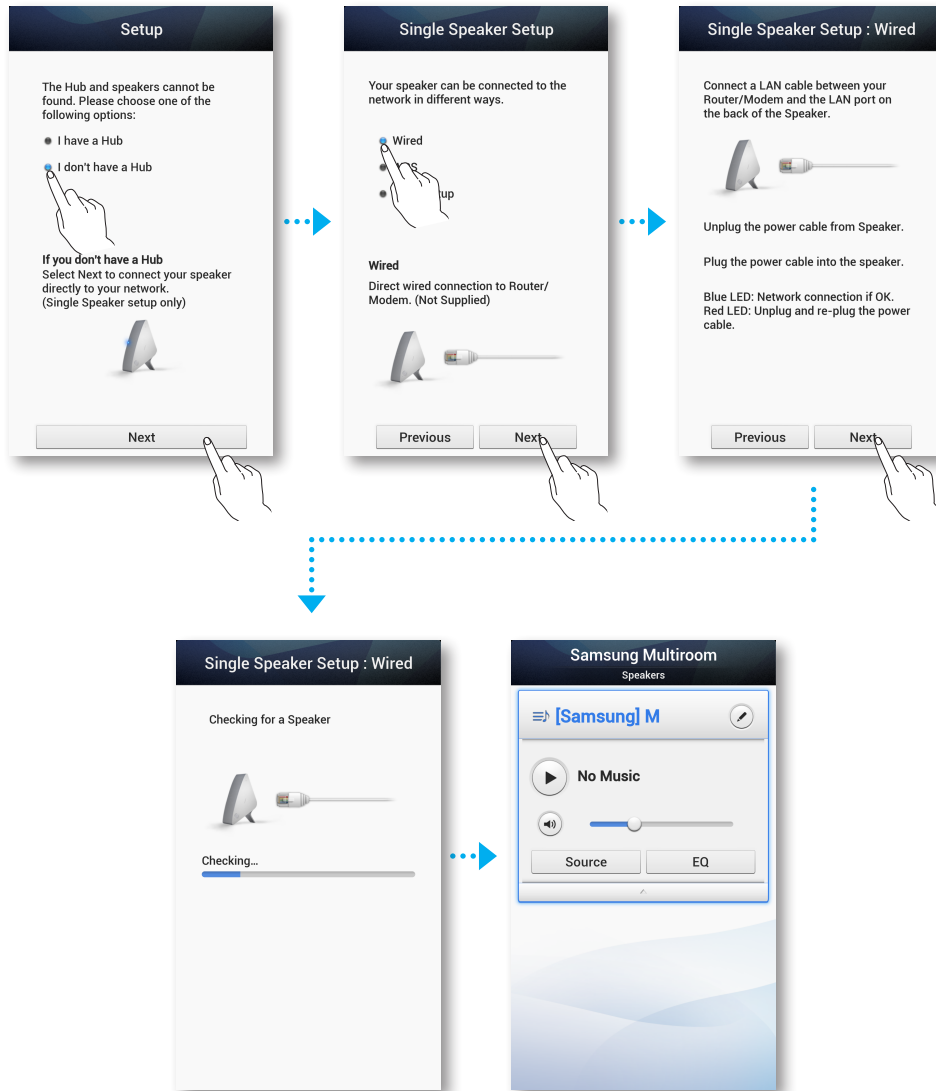 Setup
The Hub and speakers cannot be
found. Please choose one of the
following options:
I have a Hub
I don't have a Hub
If you don't have a Hub
Select Next to connect your speaker
directly to your network.
(Single Speaker setup only)
Next
Single Speaker Setup
Your speaker can be connected to the
network in different ways.
Wired
Wired
Direct wired connection to Router/
Modem. (Not Supplied)
Previous
Next
Single Speaker Setup : Wired
Connect a LAN cable between your
Router/Modem and the LAN port on
the back of the Speaker.
Unplug the power cable from Speaker.
Plug the power cable into the speaker.
Blue LED: Network connection if OK.
Red LED: Unplug and re-plug the power
cable.
Previous
Next
Single Speaker Setup : Wired
Checking for a Speaker
Checking...
Samsung Multiroom
Speakers
[Samsung] M
No Music
Source
EQ